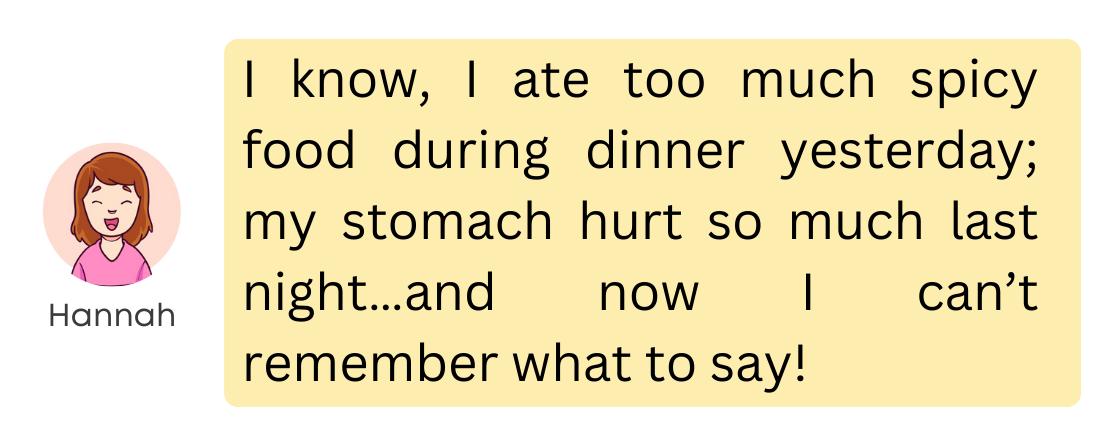 I know, I ate too much spicy
food during dinner yesterday;
my stomach hurt so much last
night...and now I can’t
remember what to say!
Hannah